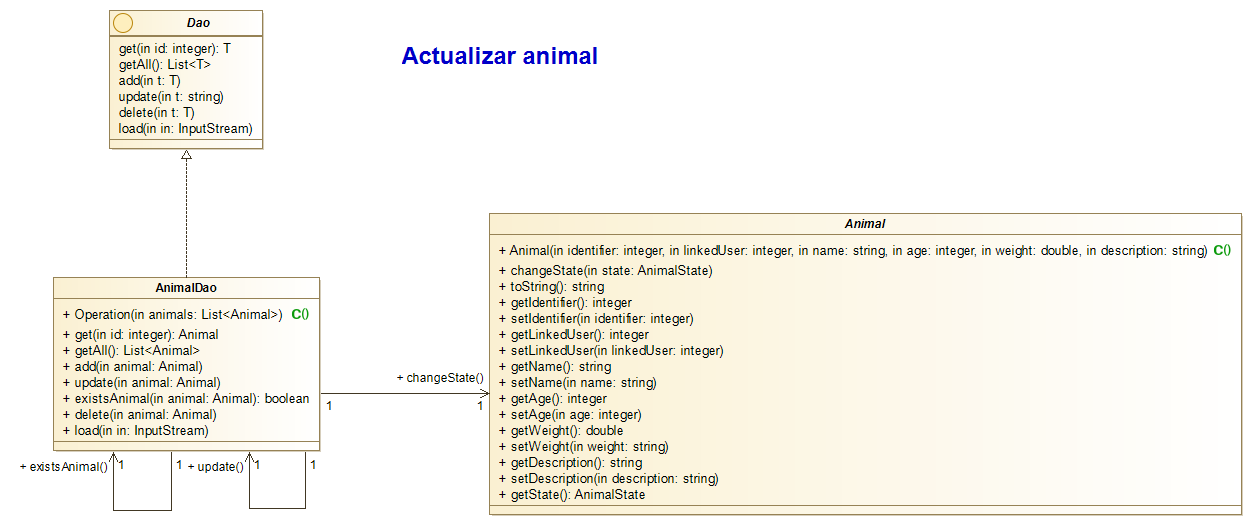 Dao
get(in id: integer): T
getAll(): List<T>
add(in t: T)
update(in t: string)
delete(in t: T)
load(in in: InputStream)
Actualizar animal
Animal
+ Animal(in identifier: integer, in linkedUser: integer, in name: string, in age: integer, in weight: double, in description: string) C()
+ changeState(in state: AnimalState)
+ toString(): string
+ getIdentifier(): integer
+ setIdentifier(in identifier: integer)
+ getLinkedUser(): integer
+ setLinkedUser(in linkedUser: integer)
+ getName(): string
+ setName(in name: string)
+ getAge(): integer
+ setAge(in age: integer)
+ getWeight(): double
+ setWeight(in weight: string)
+ getDescription(): string
+ setDescription(in description: string)
+ getState(): AnimalState
AnimalDao
+ Operation(in animals: List<Animal>) C()
+ get(in id: integer): Animal
+ getAll(): List<Animal>
+ add(in animal: Animal)
+ update(in animal: Animal)
+ existsAnimal(in animal: Animal): boolean
+ delete(in animal: Animal)
+ load(in in: InputStream)
+ changeState()
1
1
+ existsAnimal()
1
1
+ update()
1
1